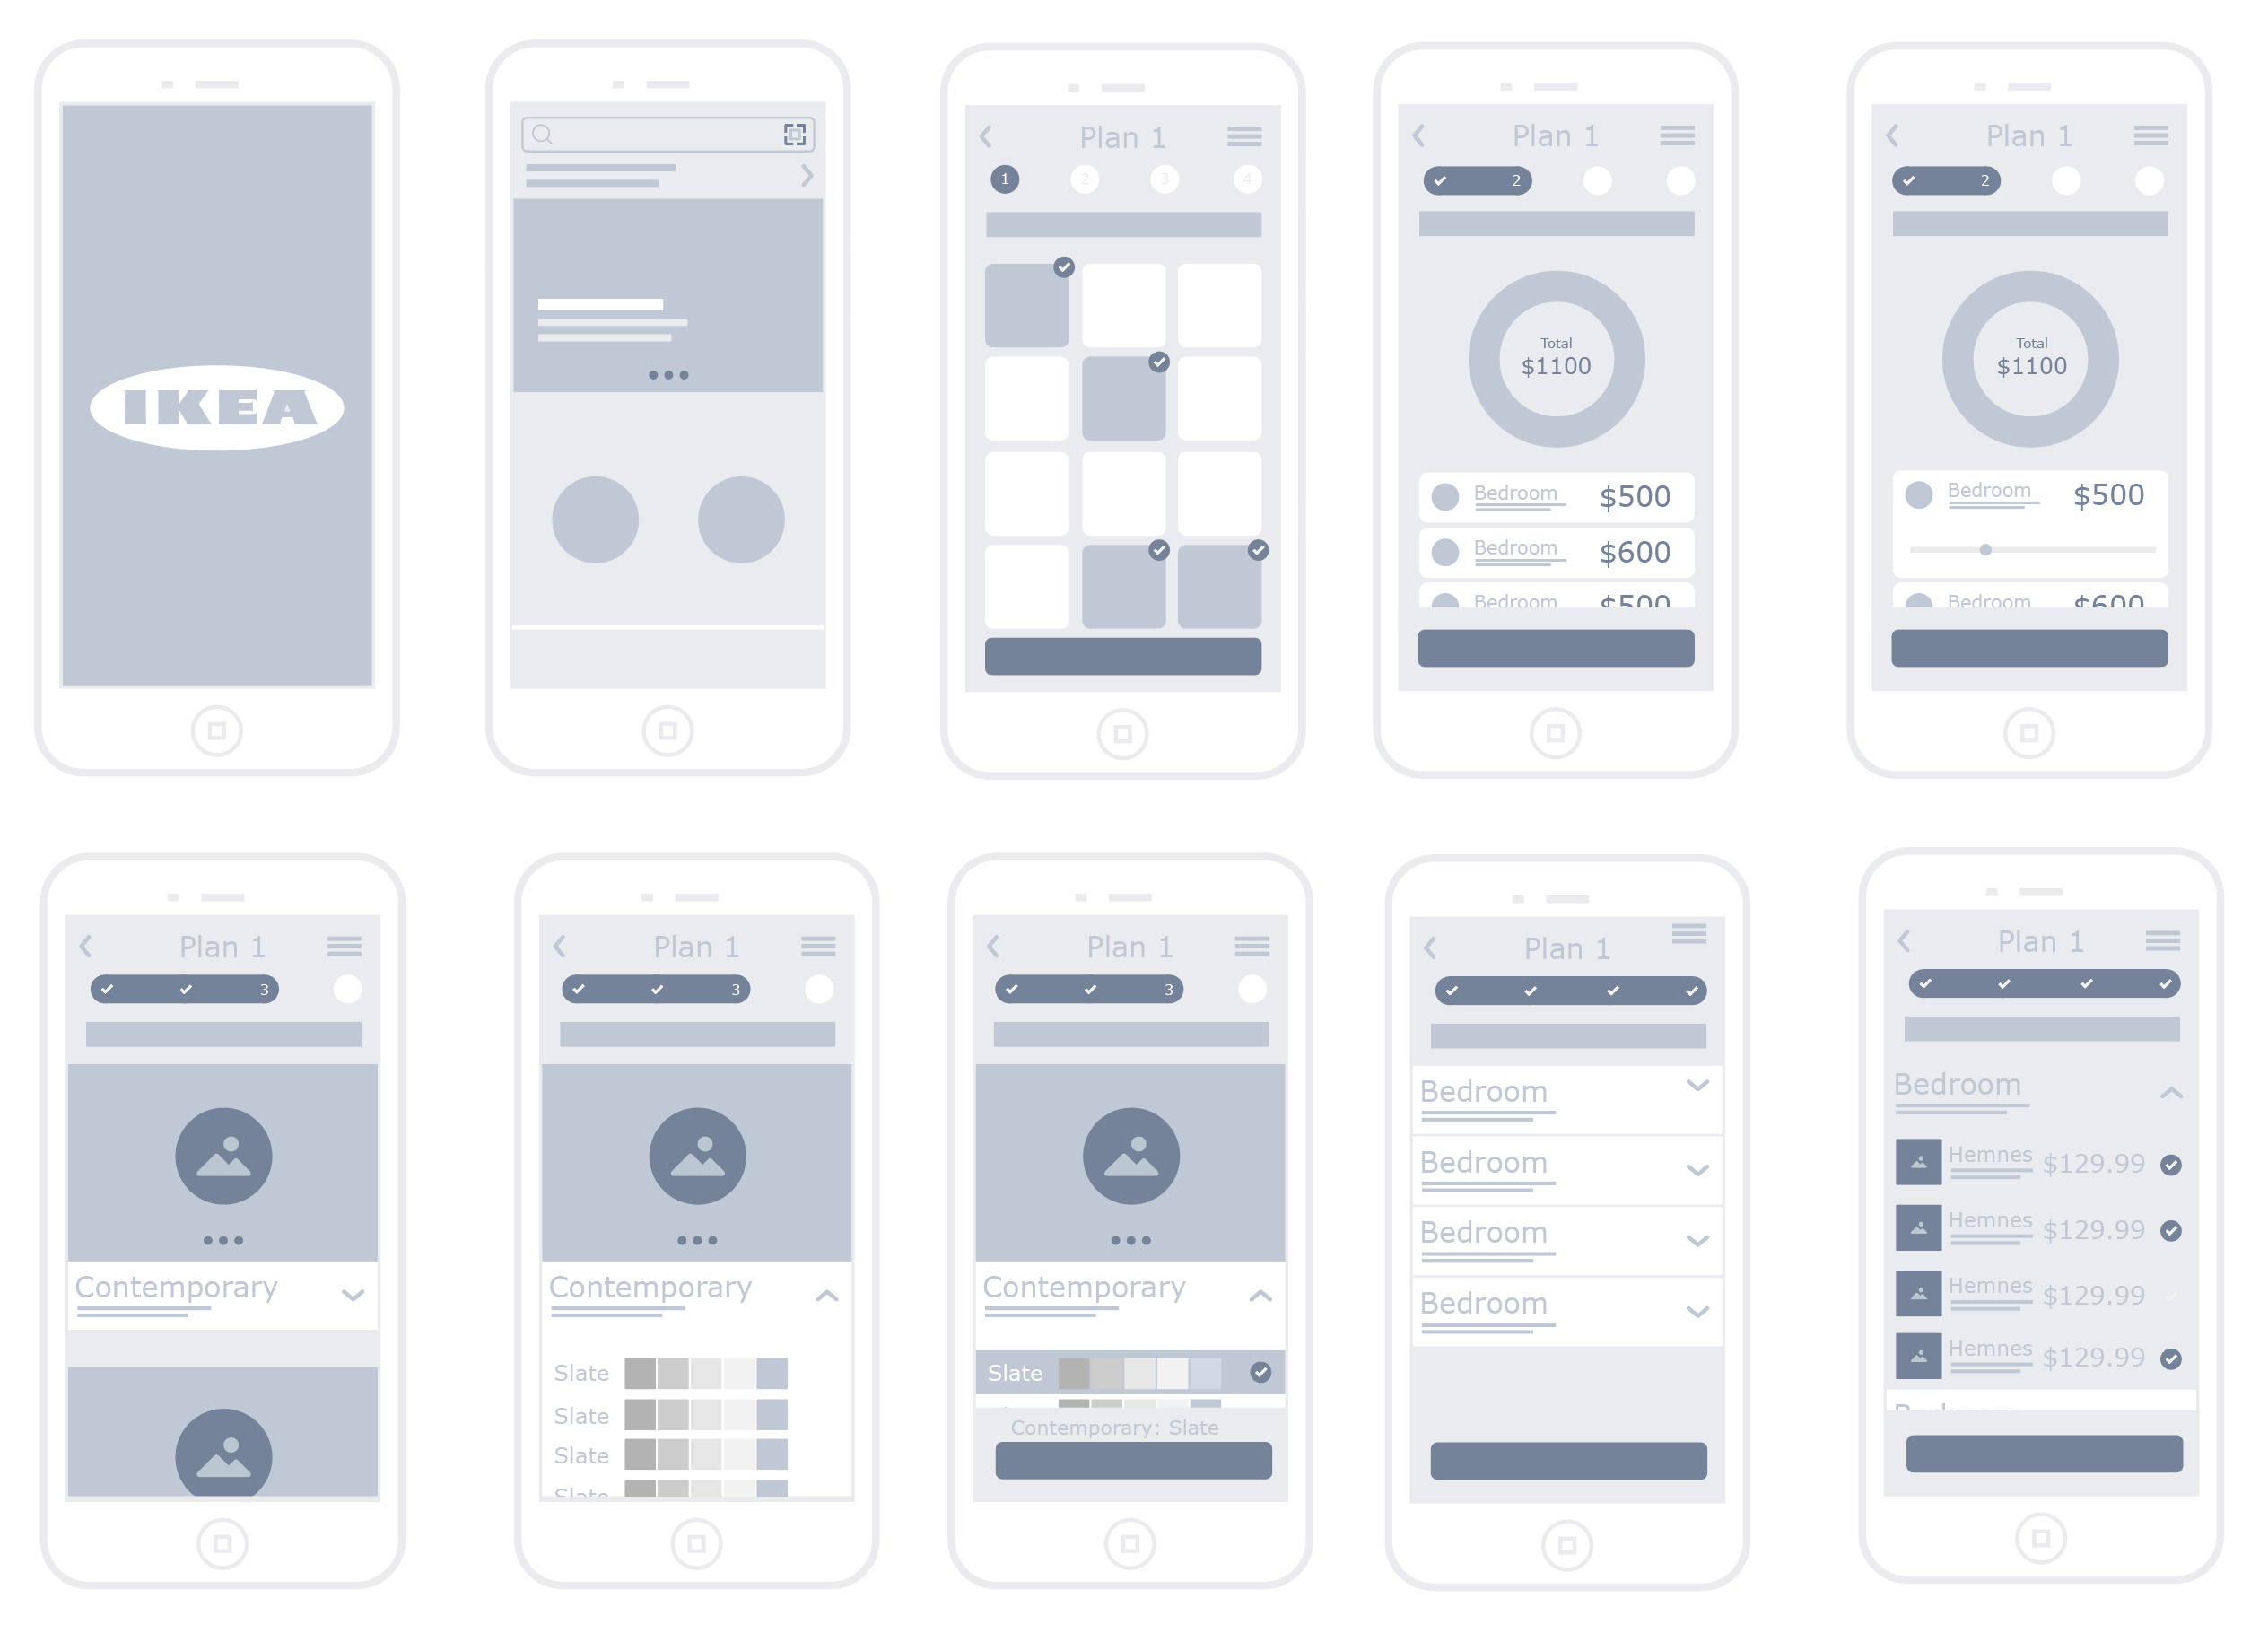 IKEA
Plan 1
1 2 3 4
Plan 1
2
Total
$1100
Bedroom $500
Bedroom $600
Bedroom $500
Plan 1
2
Total
$1100
Bedroom $500
Bedroom $600
Plan 1
3
Contemporary
Plan 1
3
Contemporary
Slate
Slate
Slate
Slate
Plan 1
3
Contemporary
Slate
Contemporary: Slate
Plan 1
Bedroom
Bedroom
Bedroom
Bedroom
Plan 1
Bedroom
Hemnes $129.99
Hemnes $129.99
Hemnes $129.99
Hemnes $129.99
Bedroom